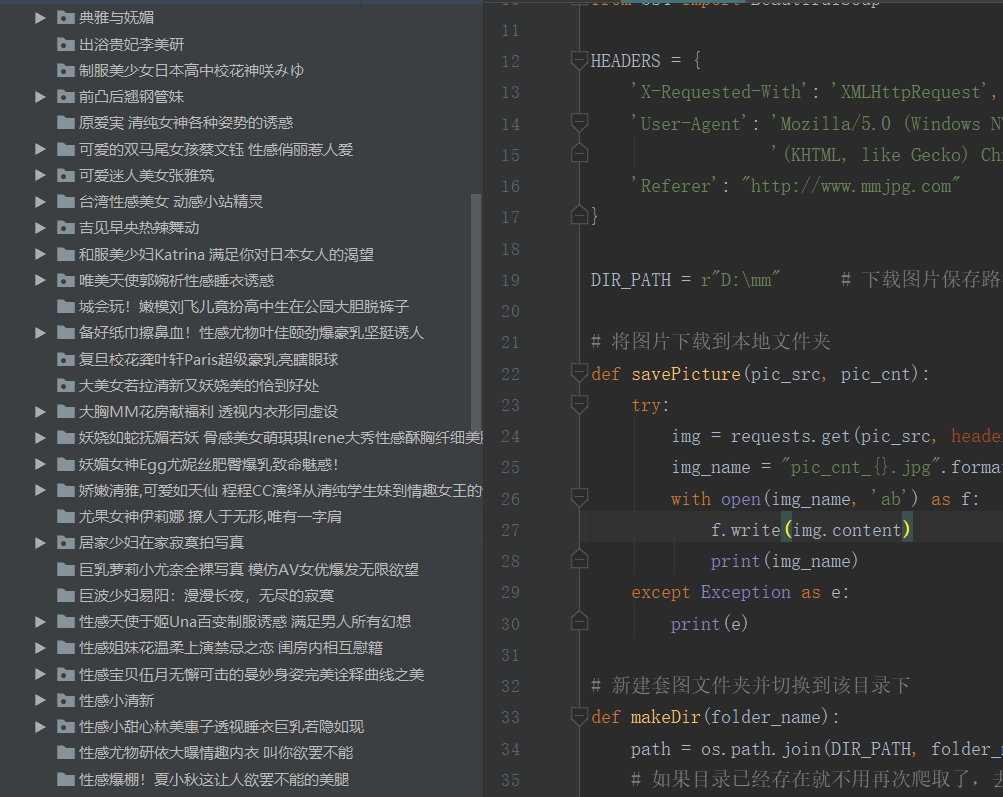 典雅与妩媚
出浴贵妃李美研
制服美少女日本高中校花神咲みゆ
前凸后翘钢管妹
原爱实 清纯女神各种姿势的诱惑
可爱的双马尾女孩蔡文钰 性感俏丽惹人爱
可爱迷人美女张雅筑
台湾性感美女 动感小站精灵
吉见早央热辣舞动
和服美少妇Katrina 满足你对日本女人的渴望
唯美天使郭婉祈性感睡衣诱惑
城会玩！嫩模刘飞儿竟扮高中生在公园大胆脱裤子
备好纸巾擦鼻血！性感尤物叶佳颐劲爆豪乳坚挺诱人
复旦校花龚叶轩Paris超级豪乳亮瞎眼球
大美女若拉清新又妖娆美的恰到好处
大胸MM花房献福利 透视内衣形同虚设
妖娆如蛇抚媚若妖 骨感美女萌琪琪Irene大秀性感酥胸纤细美
妖媚女神Egg尤妮丝肥臀爆乳致命魅惑！
娇嫩清雅,可爱如天仙 程程CC演绎从清纯学生妹到情趣女王的
尤果女神伊莉娜 撩人于无形,唯有一字肩
居家少妇在家寂寞拍写真
巨乳萝莉小尤奈全裸写真 模仿AV女优爆发无限欲望
巨波少妇易阳：漫漫长夜，无尽的寂寞
性感天使于姬Una百变制服诱惑 满足男人所有幻想
性感姐妹花温柔上演禁忌之恋 闺房内相互慰籍
性感宝贝伍月无懈可击的曼妙身姿完美诠释曲线之美
性感小清新
性感小甜心林美惠子透视睡衣巨乳若隐如现
性感尤物研依大曝情趣内衣 叫你欲罢不能
性感爆棚！夏小秋这让人欲罢不能的美腿
11
12 HEADERS = {
13 'X-Requested-With': 'XMLHttpRequest',
14 'User-Agent': 'Mozilla/5.0 (Windows N
15 '(KHTML, like Gecko) Ch
16 'Referer': "http://www.mmjpg.com"
17 }
18
19 DIR_PATH = r"D:\mm" # 下载图片保存路
20
21 # 将图片下载到本地文件夹
22 def savePicture(pic_src, pic_cnt):
23 try:
24 img = requests.get(pic_src, heade
25 img_name = "pic_cnt_{}.jpg".forma
26 with open(img_name, 'ab') as f:
27 f.write(img.content)
28 print(img_name)
29 except Exception as e:
30 print(e)
31
32 # 新建套图文件夹并切换到该目录下
33 def makeDir(folder_name):
34 path = os.path.join(DIR_PATH, folder_
35 # 如果目录已经存在就不用再次爬取了，